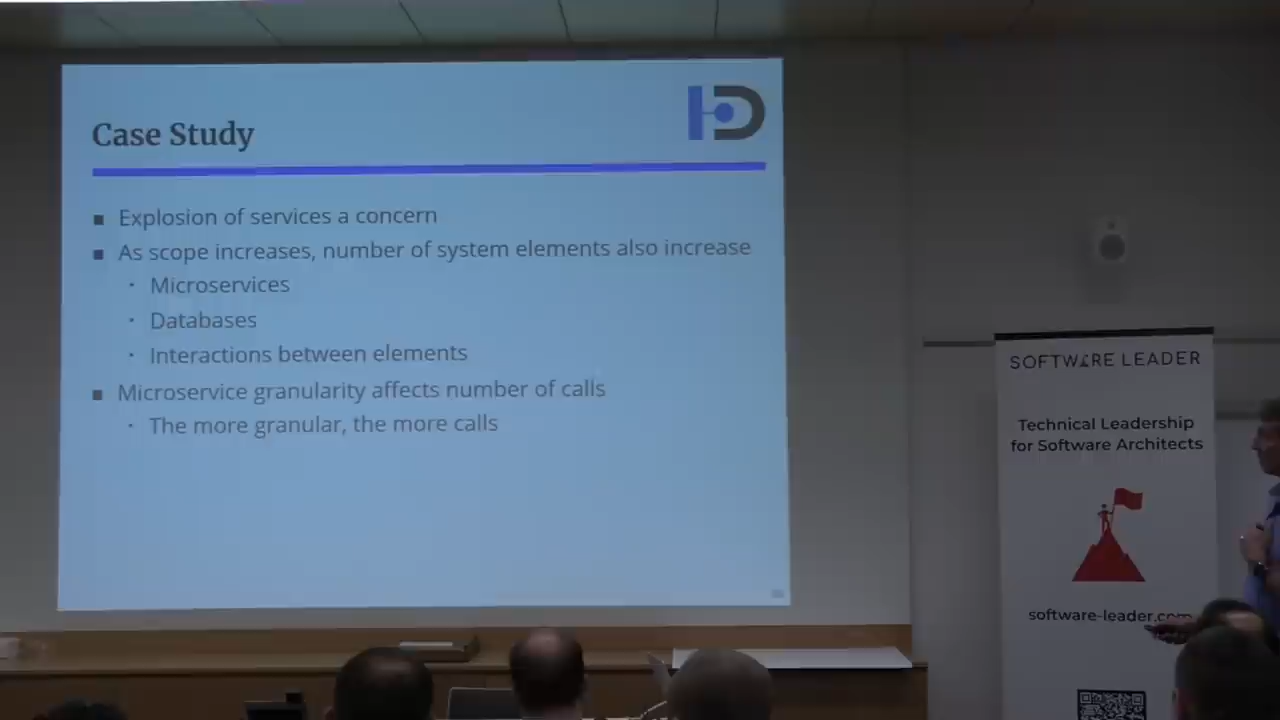 Case Study
Explosion of services a concern
As scope increases, number of system elements also increase
Microservices
Databases
Interactions between elements
Microservice granularity affects number of calls
The more granular, the more calls
SOFTWARE LEADER
Technical Leadership
for Software Architects
software-leader.com